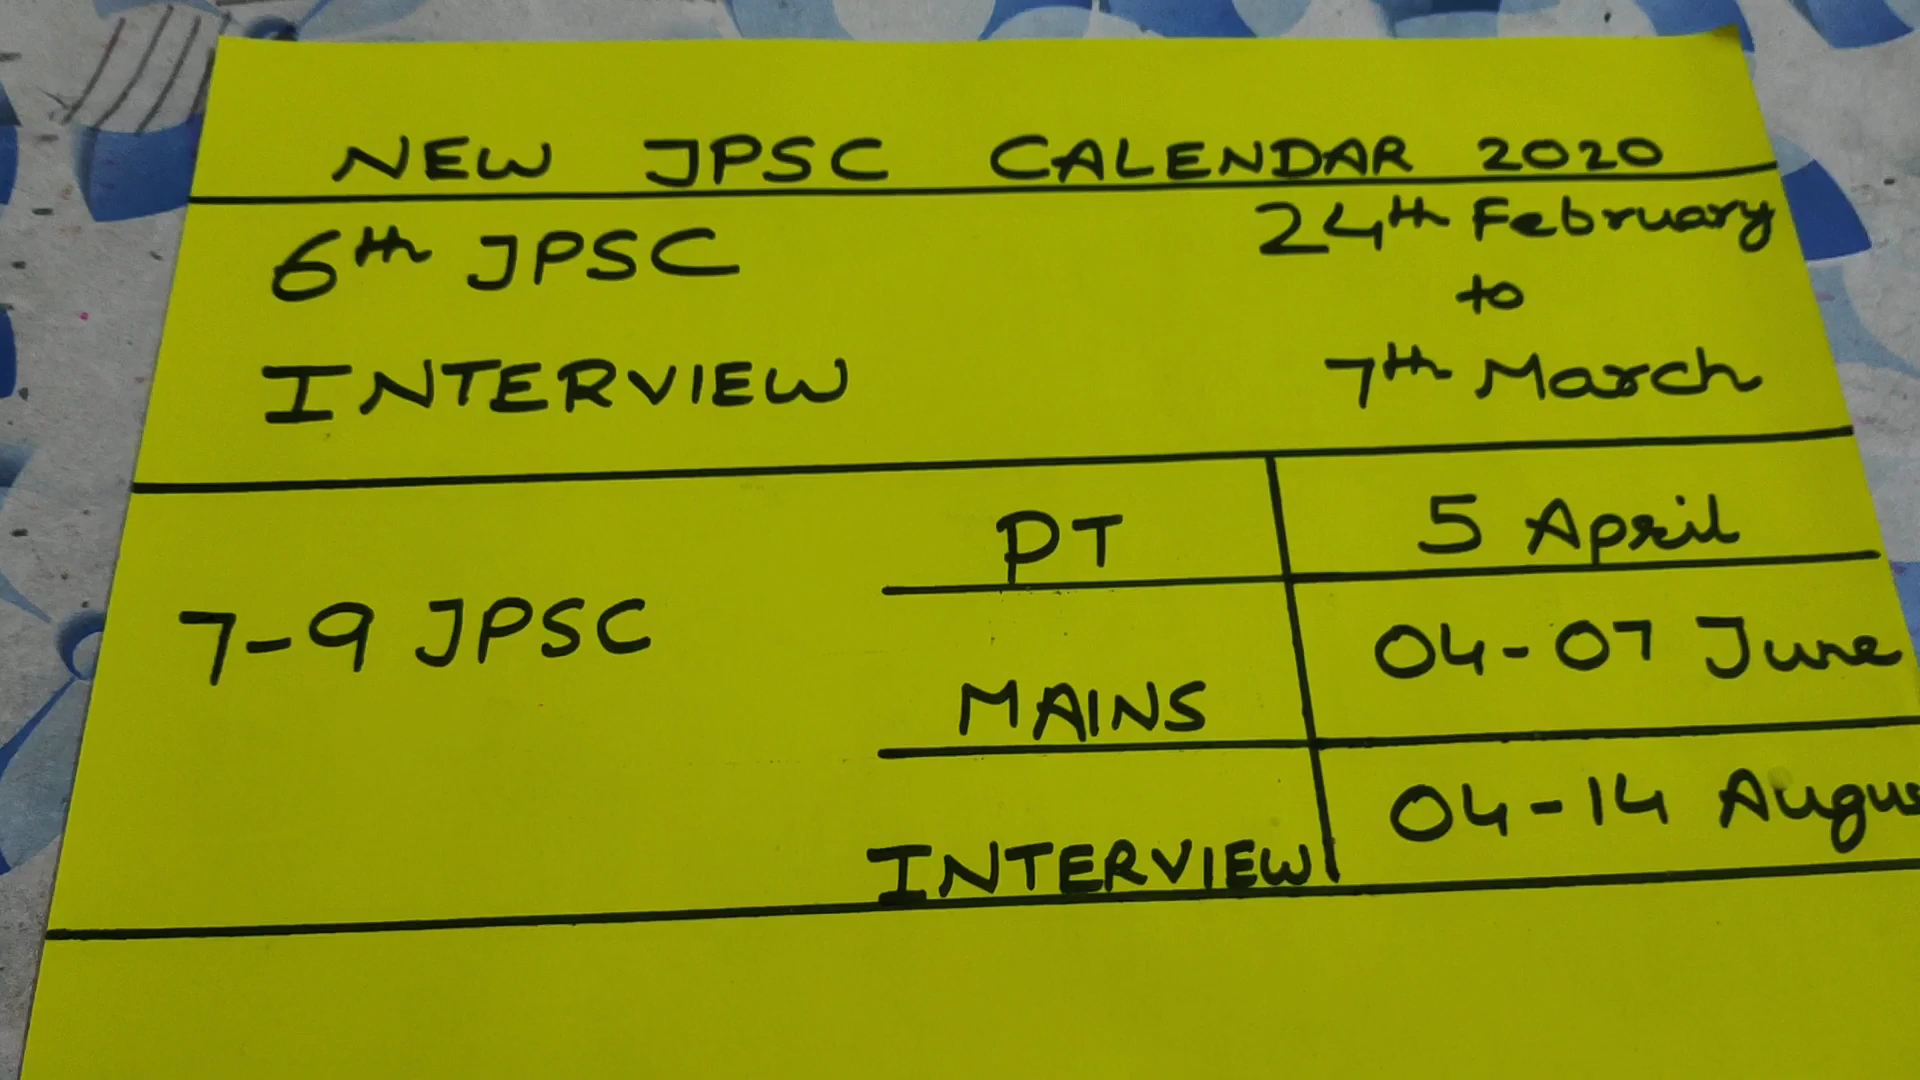 NEW JPSC CALENDAR 2020
6th JPSC
INTERVIEW
24th February
to
7th March
7-9 JPSC
PT
5 April
MAINS
04-07 June
INTERVIEW
04-14 Augus